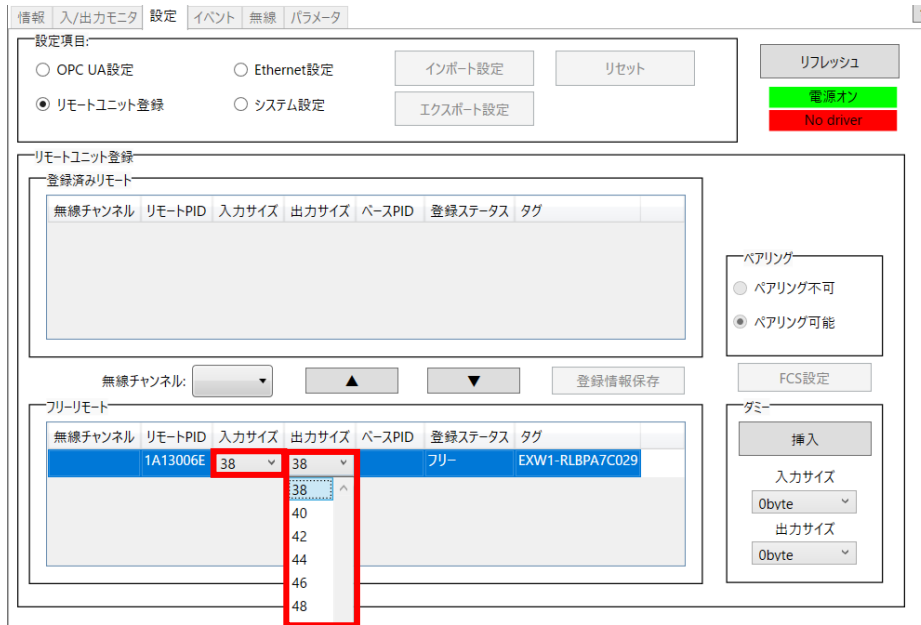 情報 入/出力モニタ 設定 イベント 無線 パラメータ
設定項目:
OPC UA設定 Ethernet設定 インポート設定 リセット リフレッシュ
リモートユニット登録 システム設定 エクスポート設定 電源オン
No driver
リモートユニット登録
登録済みリモート
無線チャンネル リモートPID 入力サイズ 出力サイズ ベースPID 登録ステータス タグ
ペアリング
ペアリング不可
ペアリング可能
無線チャンネル: ▲ ▼ 登録情報保存 FCS設定
フリーリモート
無線チャンネル リモートPID 入力サイズ 出力サイズ ベースPID 登録ステータス タグ
1A13006E 38 38 フリー EXW1-RLBPA7C029
38
40
42
44
46
48
ダミー
挿入
入力サイズ
0byte
出力サイズ
0byte